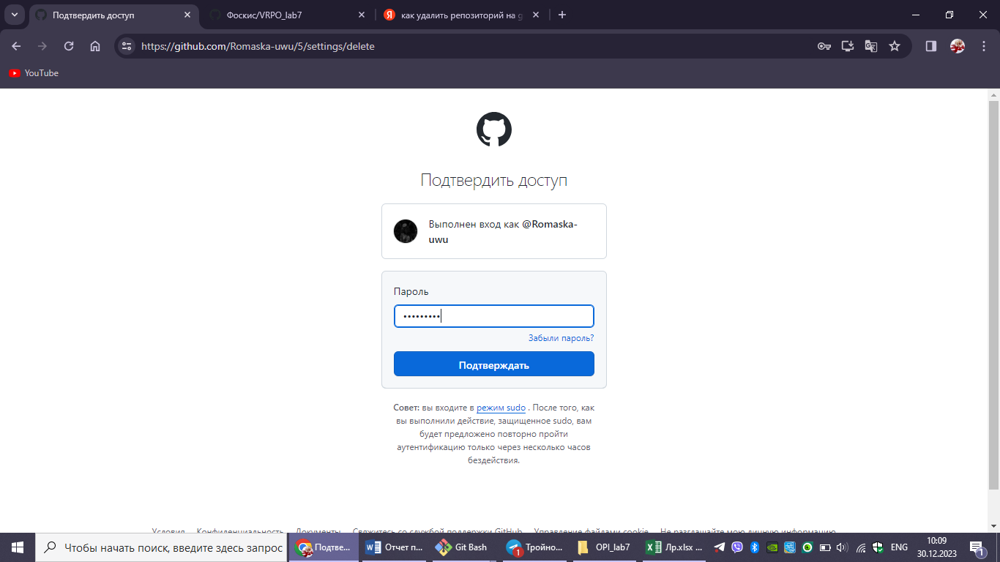 Подтвердить доступ
Фоскис/VRPO_lab7
как удалить репозиторий на g
https://github.com/Romaska-uwu/5/settings/delete
YouTube
Подтвердить доступ
Выполнен вход как @Romaska-
uwu
Пароль
Забыли пароль?
Подтверждать
Совет: вы входите в режим sudo . После того, как
вы выполнили действие, защищенное sudo, вам
будет предложено повторно пройти
аутентификацию только через несколько часов
бездействия.
Условия Конфиденциальность Документы Свяжитесь со службой поддержки GitHub Управление файлами cookie Не разглашайте мою личную информацию
Чтобы начать поиск, введите здесь запрос
Подтве...
Отчет п...
Git Bash
Тройно...
1
OPI_lab7
Лр.xlsx ...
ENG
10:09
30.12.2023
1